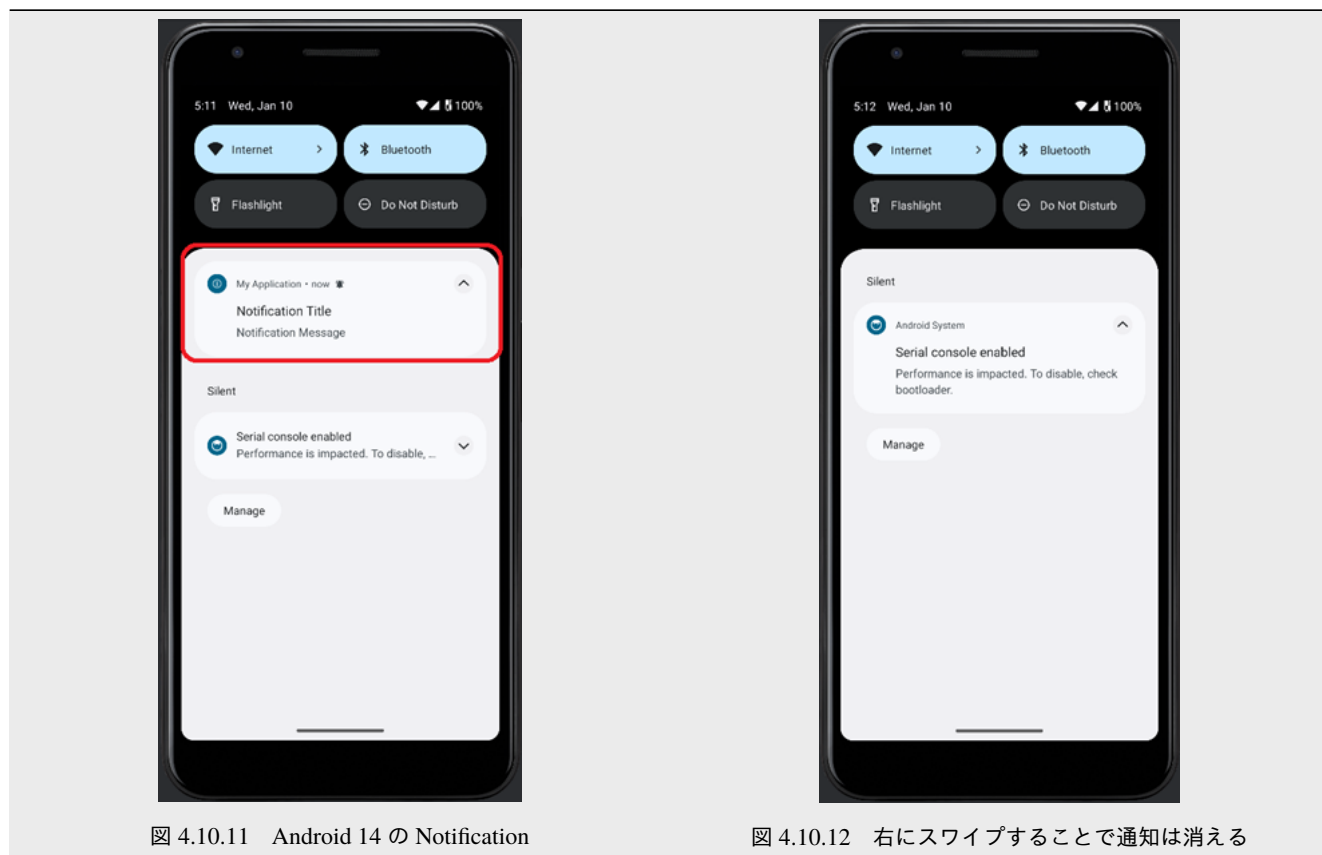 5:11 Wed, Jan 10 100%
Internet
Bluetooth
Flashlight
Do Not Disturb
My Application • now
Notification Title
Notification Message
Silent
Serial console enabled
Performance is impacted. To disable, …
Manage
図 4.10.11 Android 14 の Notification
5:12 Wed, Jan 10 100%
Internet
Bluetooth
Flashlight
Do Not Disturb
Silent
Android System
Serial console enabled
Performance is impacted. To disable, check
bootloader.
Manage
図 4.10.12 右にスワイプすることで通知は消える